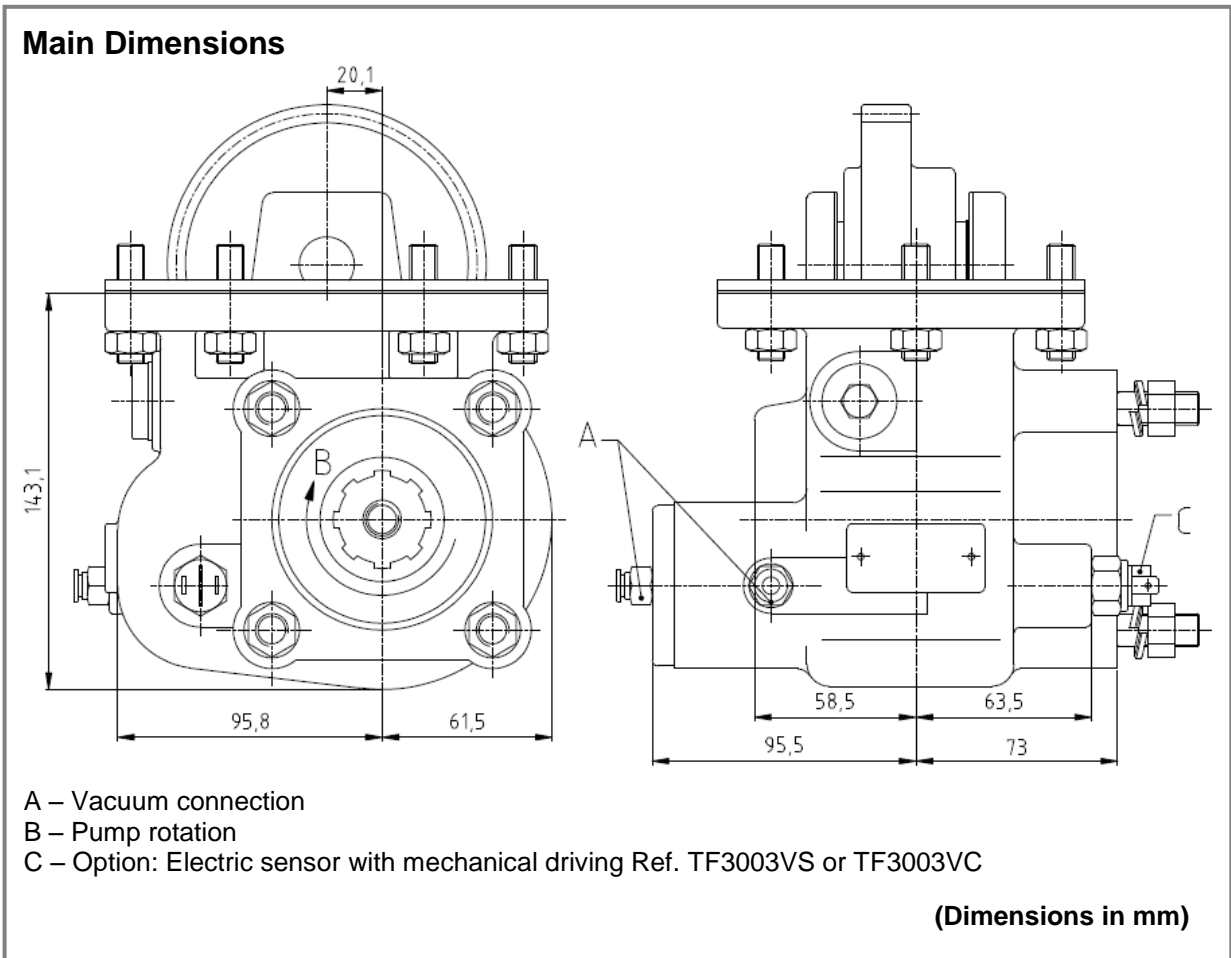 Main Dimensions
20,1
143,1
B
A
C
95,8
61,5
58,5
63,5
95,5
73
A – Vacuum connection
B – Pump rotation
C – Option: Electric sensor with mechanical driving Ref. TF3003VS or TF3003VC
(Dimensions in mm)